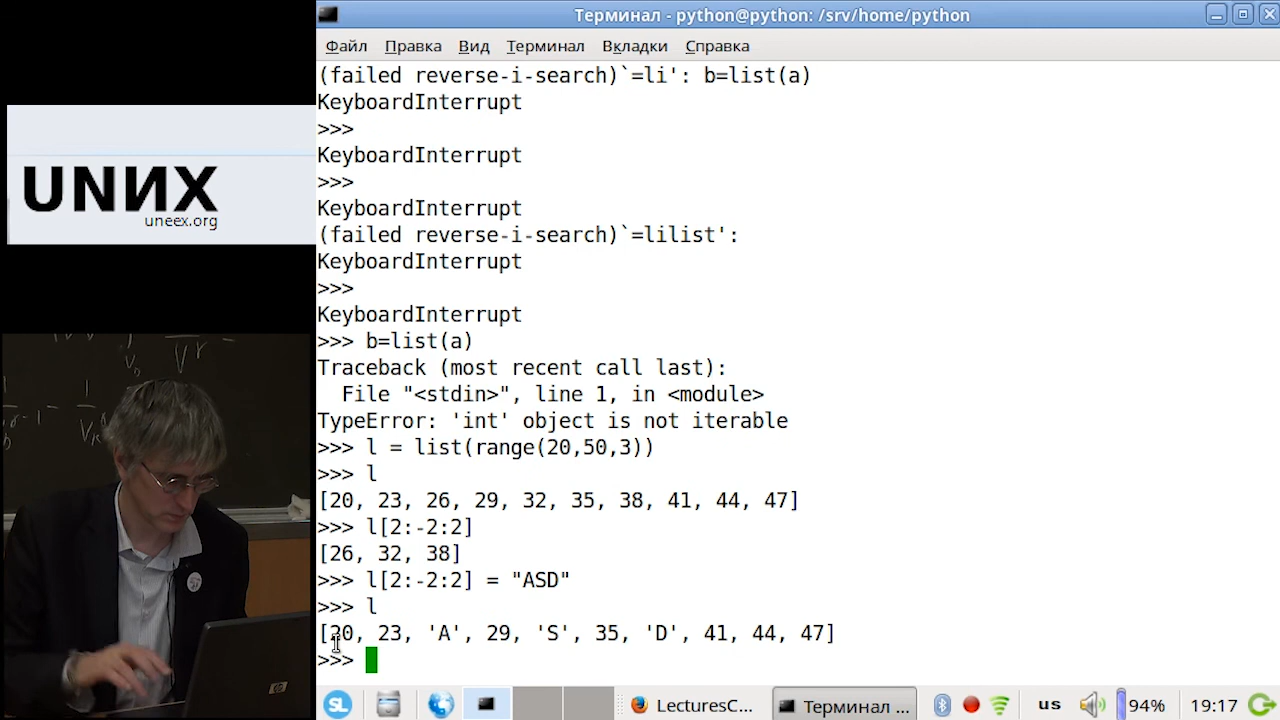 UNИX
uneex.org
Терминал - python@python: /srv/home/python
Файл Правка Вид Терминал Вкладки Справка
(failed reverse-i-search)`=li': b=list(a)
KeyboardInterrupt
>>>
KeyboardInterrupt
>>>
KeyboardInterrupt
(failed reverse-i-search)`=lilist':
KeyboardInterrupt
>>>
KeyboardInterrupt
>>> b=list(a)
Traceback (most recent call last):
File "<stdin>", line 1, in <module>
TypeError: 'int' object is not iterable
>>> l = list(range(20,50,3))
>>> l
[20, 23, 26, 29, 32, 35, 38, 41, 44, 47]
>>> l[2:-2:2]
[26, 32, 38]
>>> l[2:-2:2] = "ASD"
>>> l
[20, 23, 'A', 29, 'S', 35, 'D', 41, 44, 47]
>>>
SL LecturesC... Терминал ... us 94% 19:17